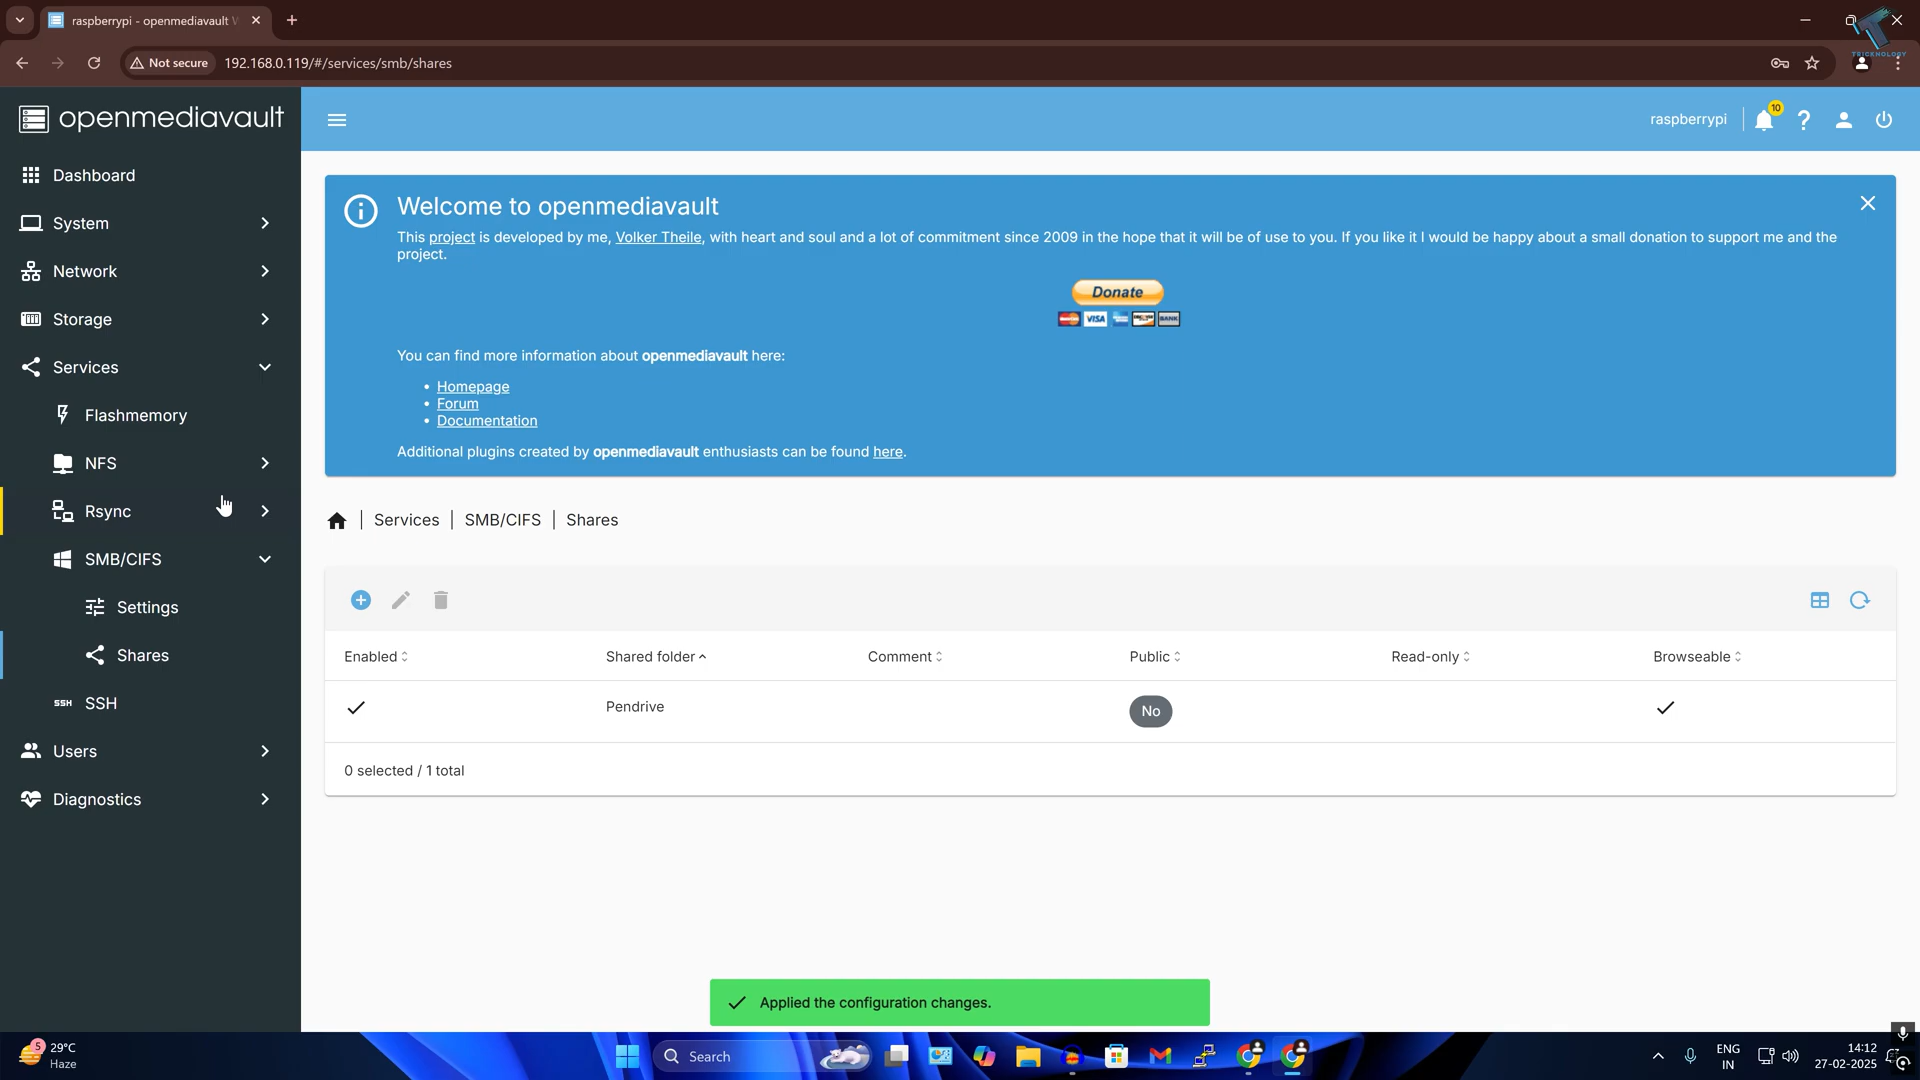 raspberrypi - openmediavault W
Not secure
192.168.0.119/#/services/smb/shares
TRICKNOLOGY
openmediavault
raspberrypi
10
Dashboard
System
Network
Storage
Services
Flashmemory
NFS
Rsync
SMB/CIFS
Settings
Shares
SSH
SSH
Users
Diagnostics
Welcome to openmediavault
This project is developed by me, Volker Theile, with heart and soul and a lot of commitment since 2009 in the hope that it will be of use to you. If you like it I would be happy about a small donation to support me and the
project.
Donate
VISA
BANK
You can find more information about openmediavault here:
• Homepage
• Forum
• Documentation
Additional plugins created by openmediavault enthusiasts can be found here.
Services | SMB/CIFS | Shares
Enabled Shared folder Comment Public Read-only Browseable
Pendrive No
0 selected / 1 total
Applied the configuration changes.
5
29°C
Haze
Search
ENG
IN
14:12
27-02-2025